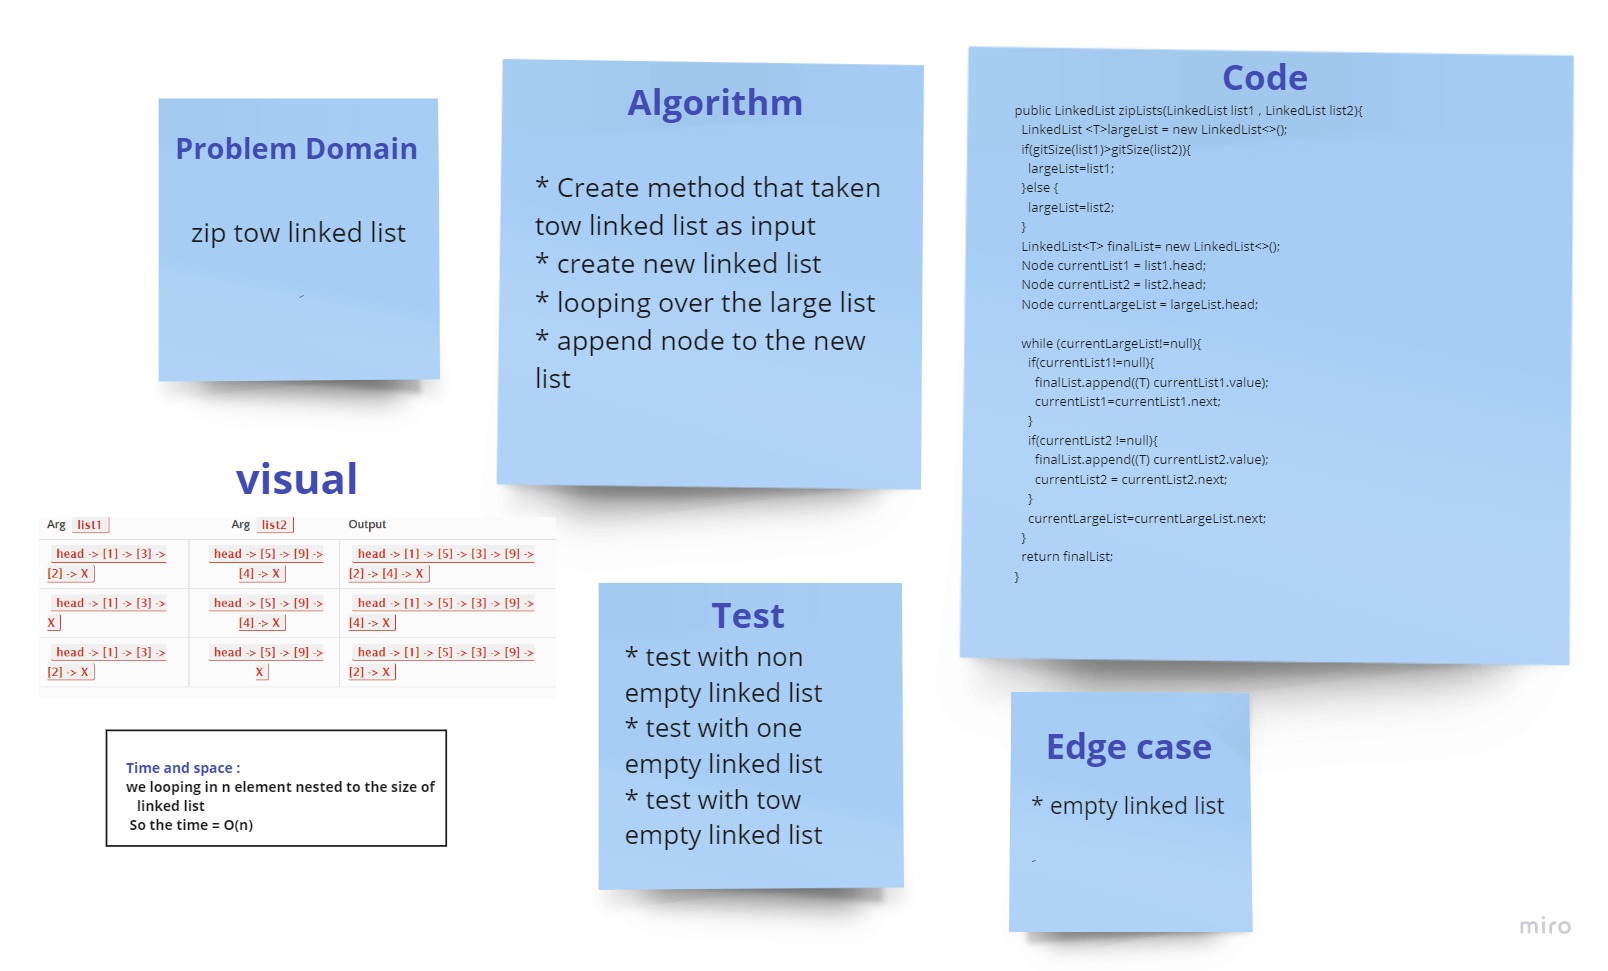 Problem Domain
zip tow linked list
Algorithm
* Create method that taken
tow linked list as input
* create new linked list
* looping over the large list
* append node to the new
list
Code
public LinkedList zipLists(LinkedList list1 , LinkedList list2){
LinkedList <T>largeList = new LinkedList<>();
if(gitSize(list1)>gitSize(list2)){
largeList=list1;
}else {
largeList=list2;
}
LinkedList<T> finalList= new LinkedList<>();
Node currentList1 = list1.head;
Node currentList2 = list2.head;
Node currentLargeList = largeList.head;
while (currentLargeList!=null){
if(currentList1!=null){
finalList.append((T) currentList1.value);
currentList1=currentList1.next;
}
if(currentList2 !=null){
finalList.append((T) currentList2.value);
currentList2 = currentList2.next;
}
currentLargeList=currentLargeList.next;
}
return finalList;
}
visual
Arg list1 Arg list2 Output
head -> [1] -> [3] -> head -> [5] -> [9] -> head -> [1] -> [5] -> [3] -> [9] ->
[2] -> X [4] -> X [2] -> [4] -> X
head -> [1] -> [3] -> head -> [5] -> [9] -> head -> [1] -> [5] -> [3] -> [9] ->
X [4] -> X [4] -> X
head -> [1] -> [3] -> head -> [5] -> [9] -> head -> [1] -> [5] -> [3] -> [9] ->
[2] -> X X [2] -> X
Time and space :
we looping in n element nested to the size of
linked list
So the time = O(n)
Test
* test with non
empty linked list
* test with one
empty linked list
* test with tow
empty linked list
Edge case
* empty linked list
miro